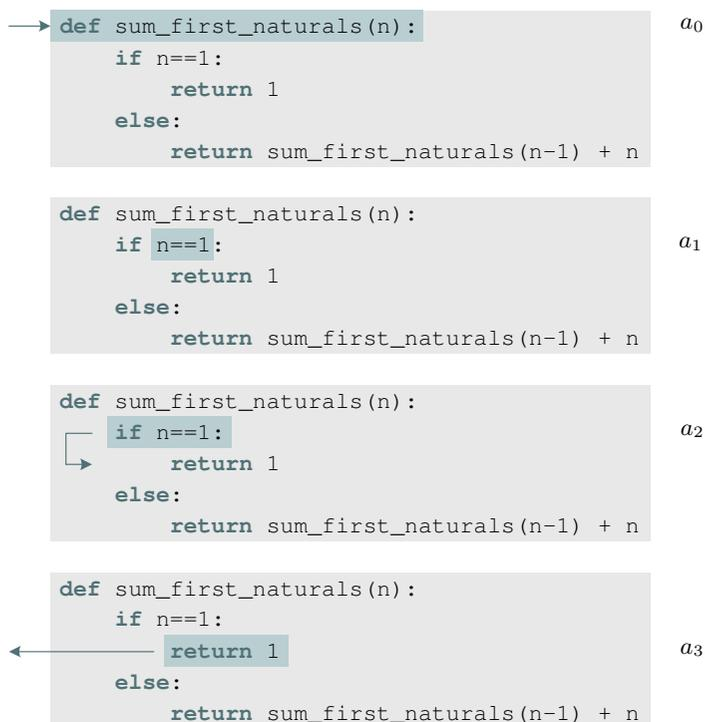 def sum_first_naturals(n): a0
if n==1:
return 1
else:
return sum_first_naturals(n-1) + n
def sum_first_naturals(n):
if n==1: a1
return 1
else:
return sum_first_naturals(n-1) + n
def sum_first_naturals(n):
if n==1: a2
return 1
else:
return sum_first_naturals(n-1) + n
def sum_first_naturals(n):
if n==1:
return 1 a3
else:
return sum_first_naturals(n-1) + n